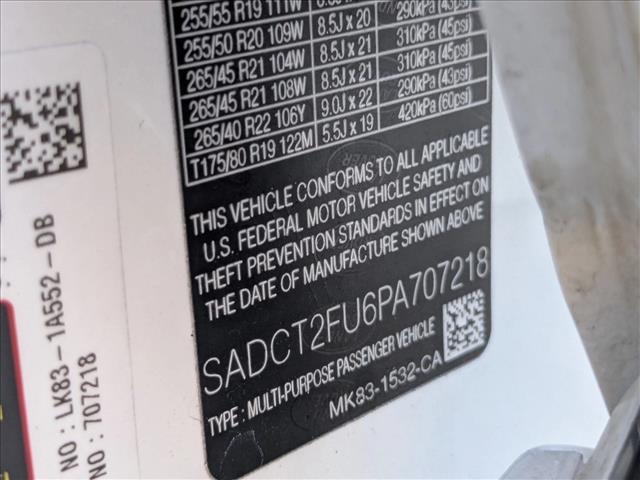 255/55 R19 111W
255/50 R20 109W 8.5J x 20 290kPa (43psi)
265/45 R21 104W 8.5J x 21 310kPa (45psi)
265/45 R21 108W 8.5J x 21 310kPa (45psi)
265/40 R22 106Y 9.0J x 22 290kPa (43psi)
T175/80 R19 122M 5.5J x 19 420kPa (60psi)
THIS VEHICLE CONFORMS TO ALL APPLICABLE
U.S. FEDERAL MOTOR VEHICLE SAFETY AND
THEFT PREVENTION STANDARDS IN EFFECT ON
THE DATE OF MANUFACTURE SHOWN ABOVE
SADCT2FU6PA707218
TYPE : MULTI-PURPOSE PASSENGER VEHICLE
MK83-1532-CA
NO : LK83-1A552-DB
NO : 707218